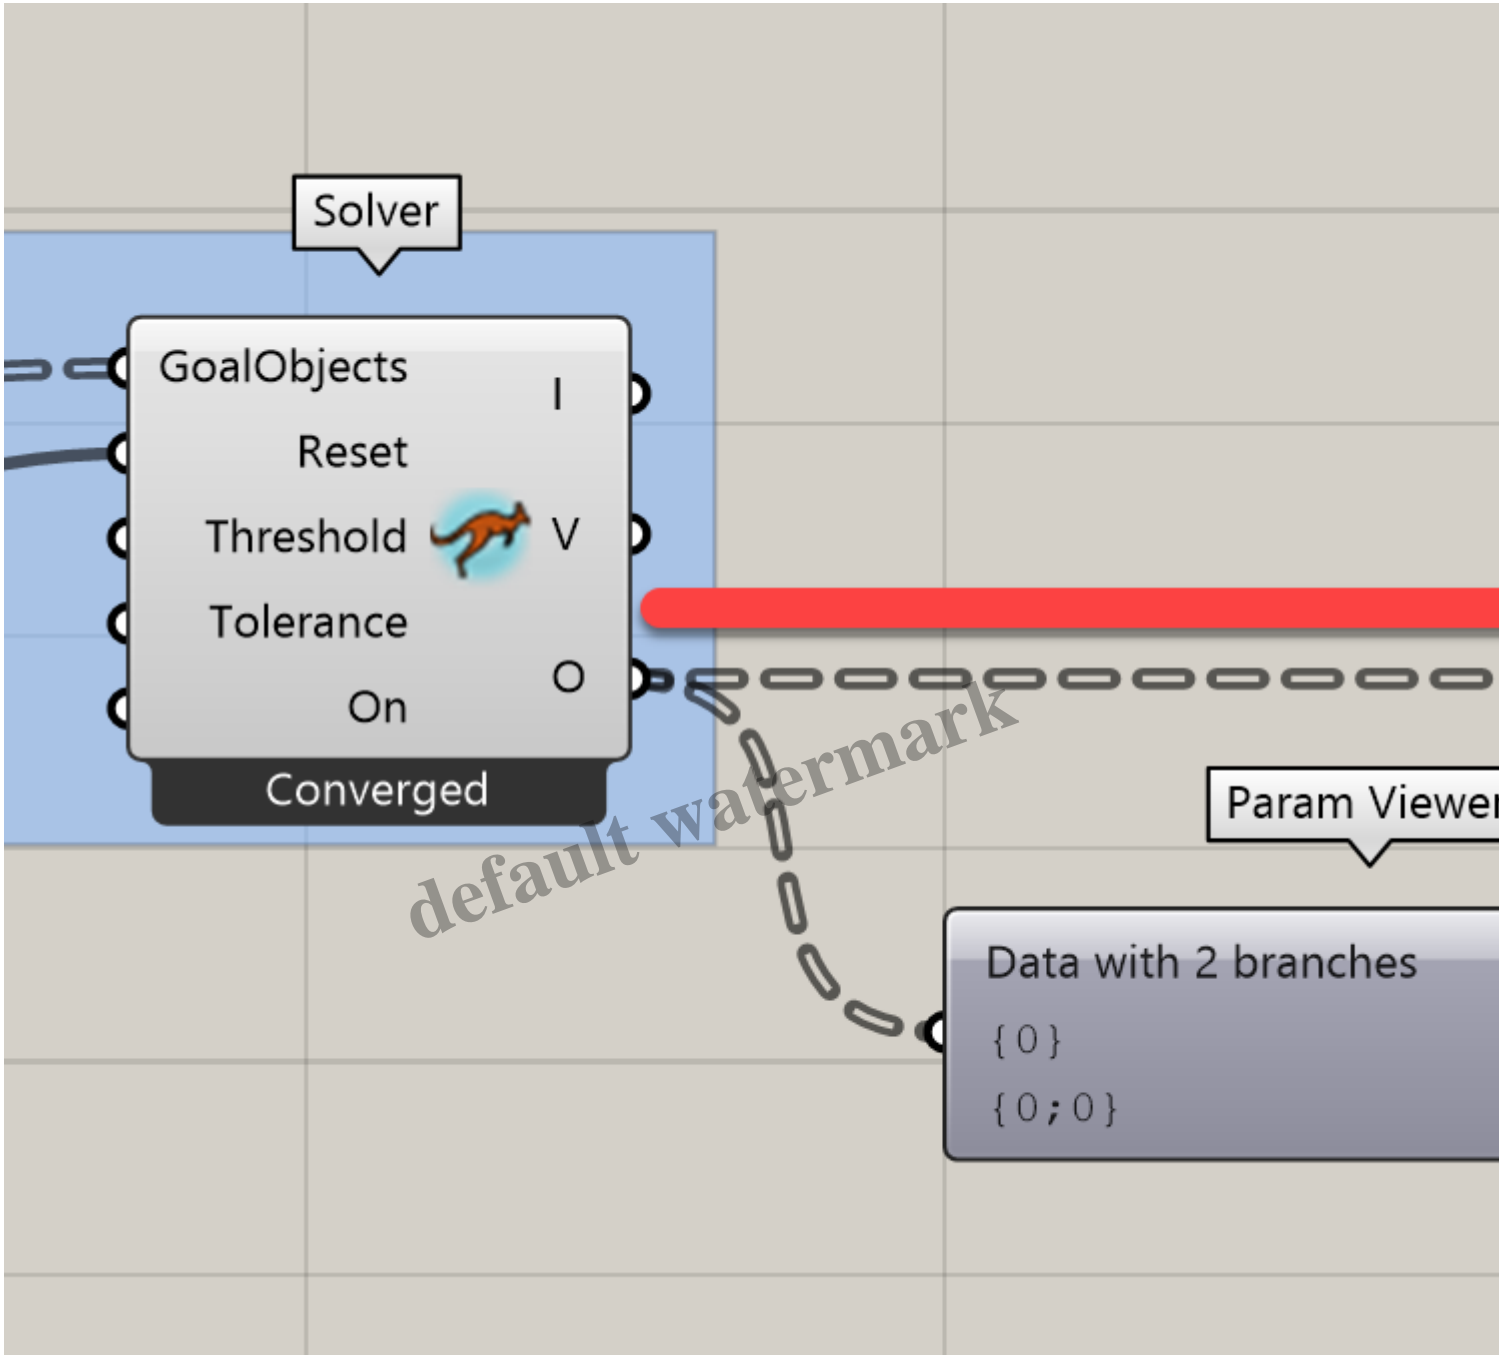 Solver
GoalObjects
I
Reset
Threshold
V
Tolerance
O
On
Converged
default watermark
Param Viewer
Data with 2 branches
{0}
{0;0}